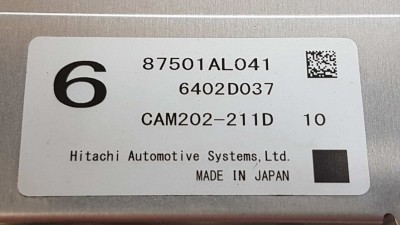 6
87501AL041
6402D037
CAM202-211D 10
Hitachi Automotive Systems,Ltd.
MADE IN JAPAN